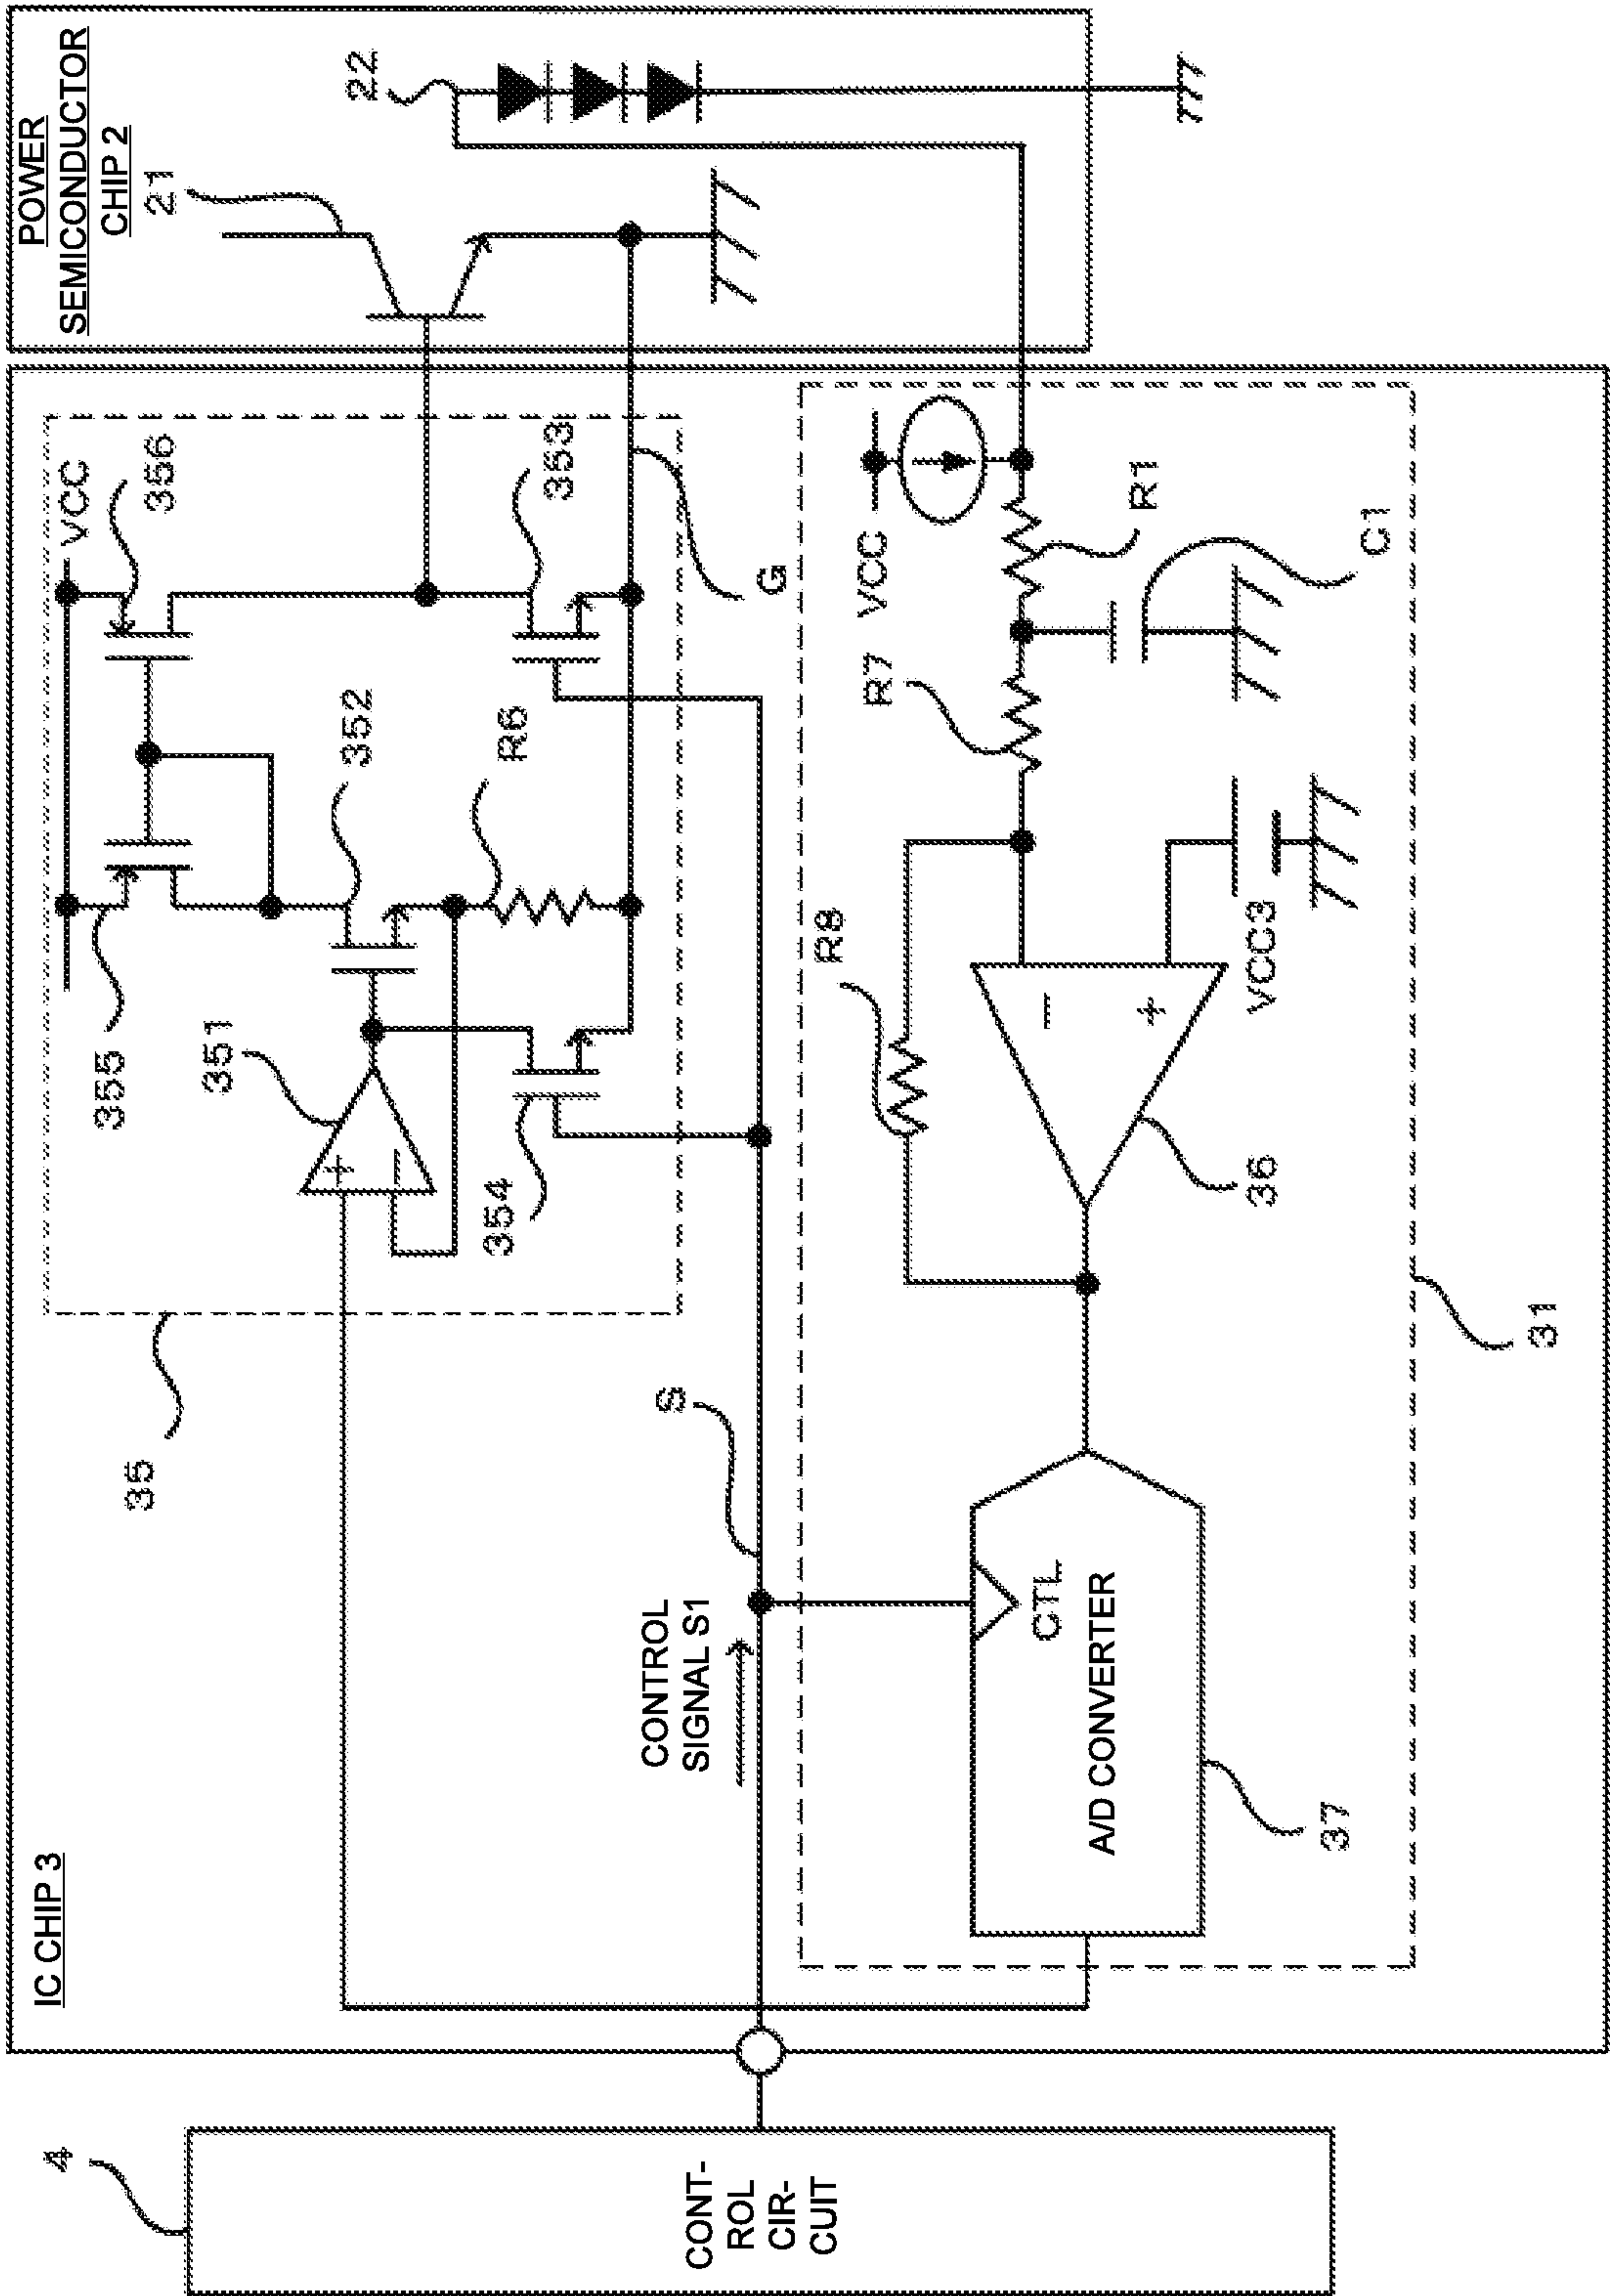 POWER
SEMICONDUCTOR
CHIP 2
21
22
IC CHIP 3
35
VCC
356
355
351
+
−
352
R6
353
354
G
S
CONTROL
SIGNAL S1
VCC
R1
C1
R7
R8
−
+
VCC3
36
CTL
A/D CONVERTER
37
31
4
CONT-
ROL
CIR-
CUIT